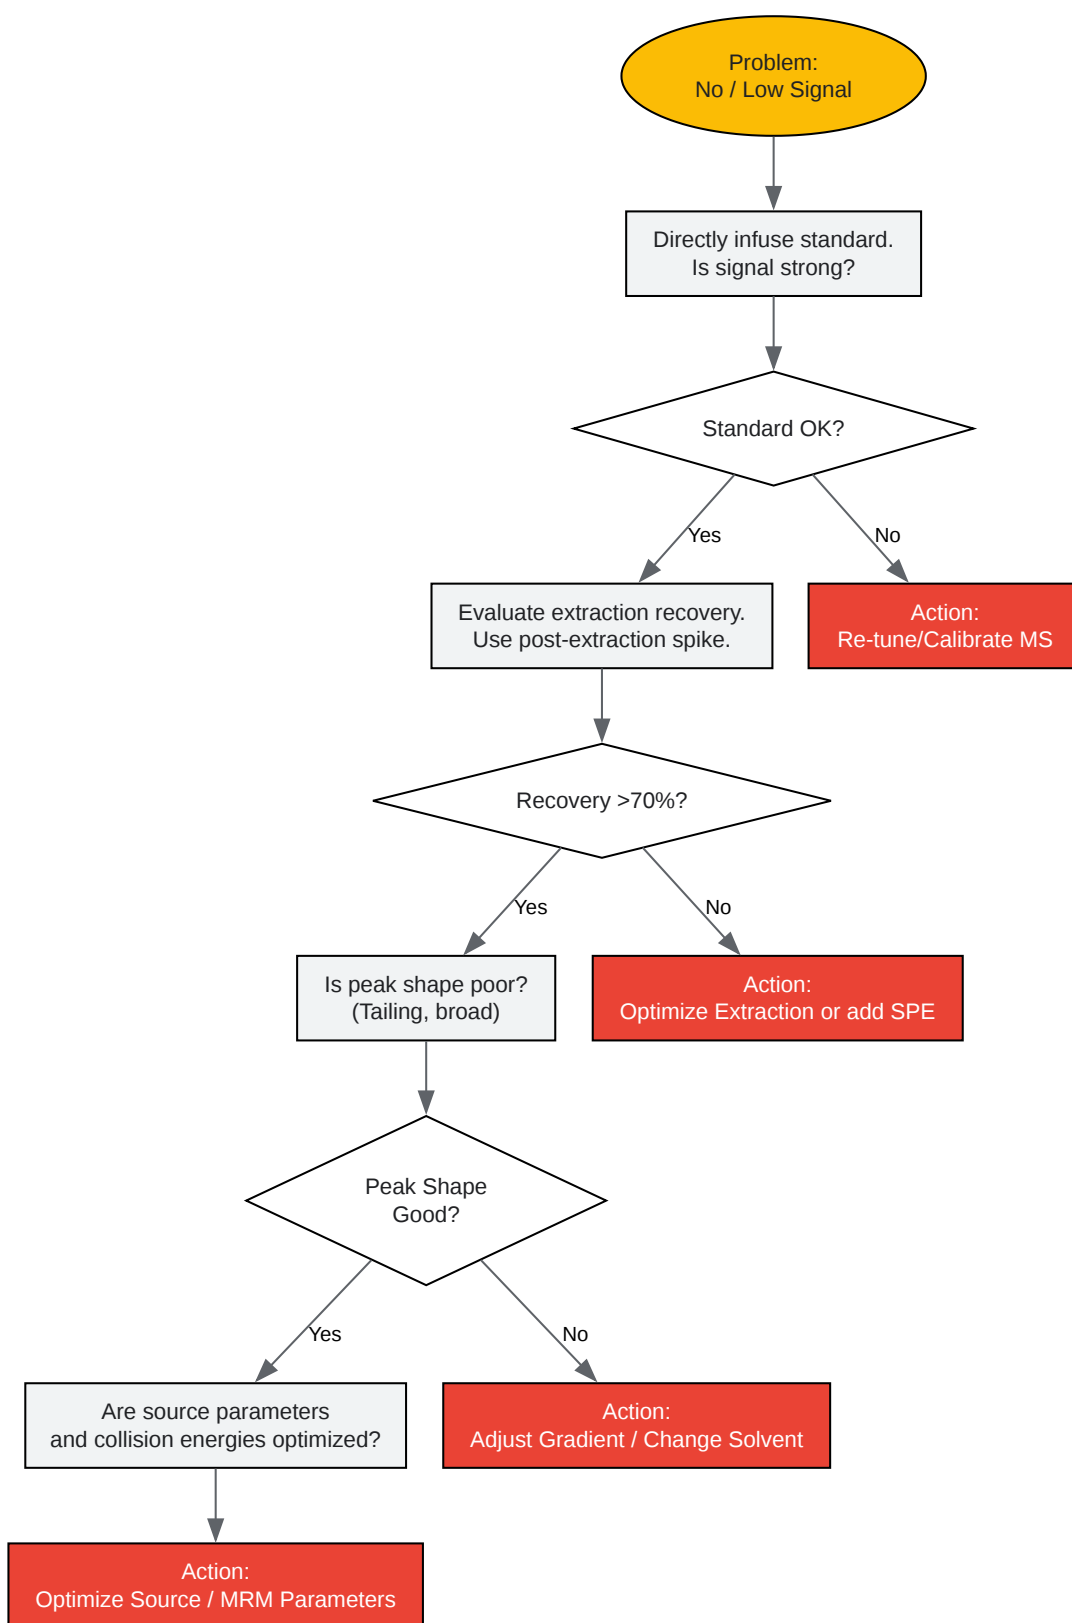 Problem:
No / Low Signal
Directly infuse standard.
Is signal strong?
Standard OK?
Yes
No
Evaluate extraction recovery.
Use post-extraction spike.
Action:
Re-tune/Calibrate MS
Recovery >70%?
Yes
No
Is peak shape poor?
(Tailing, broad)
Action:
Optimize Extraction or add SPE
Peak Shape
Good?
Yes
No
Are source parameters
and collision energies optimized?
Action:
Adjust Gradient / Change Solvent
Action:
Optimize Source / MRM Parameters